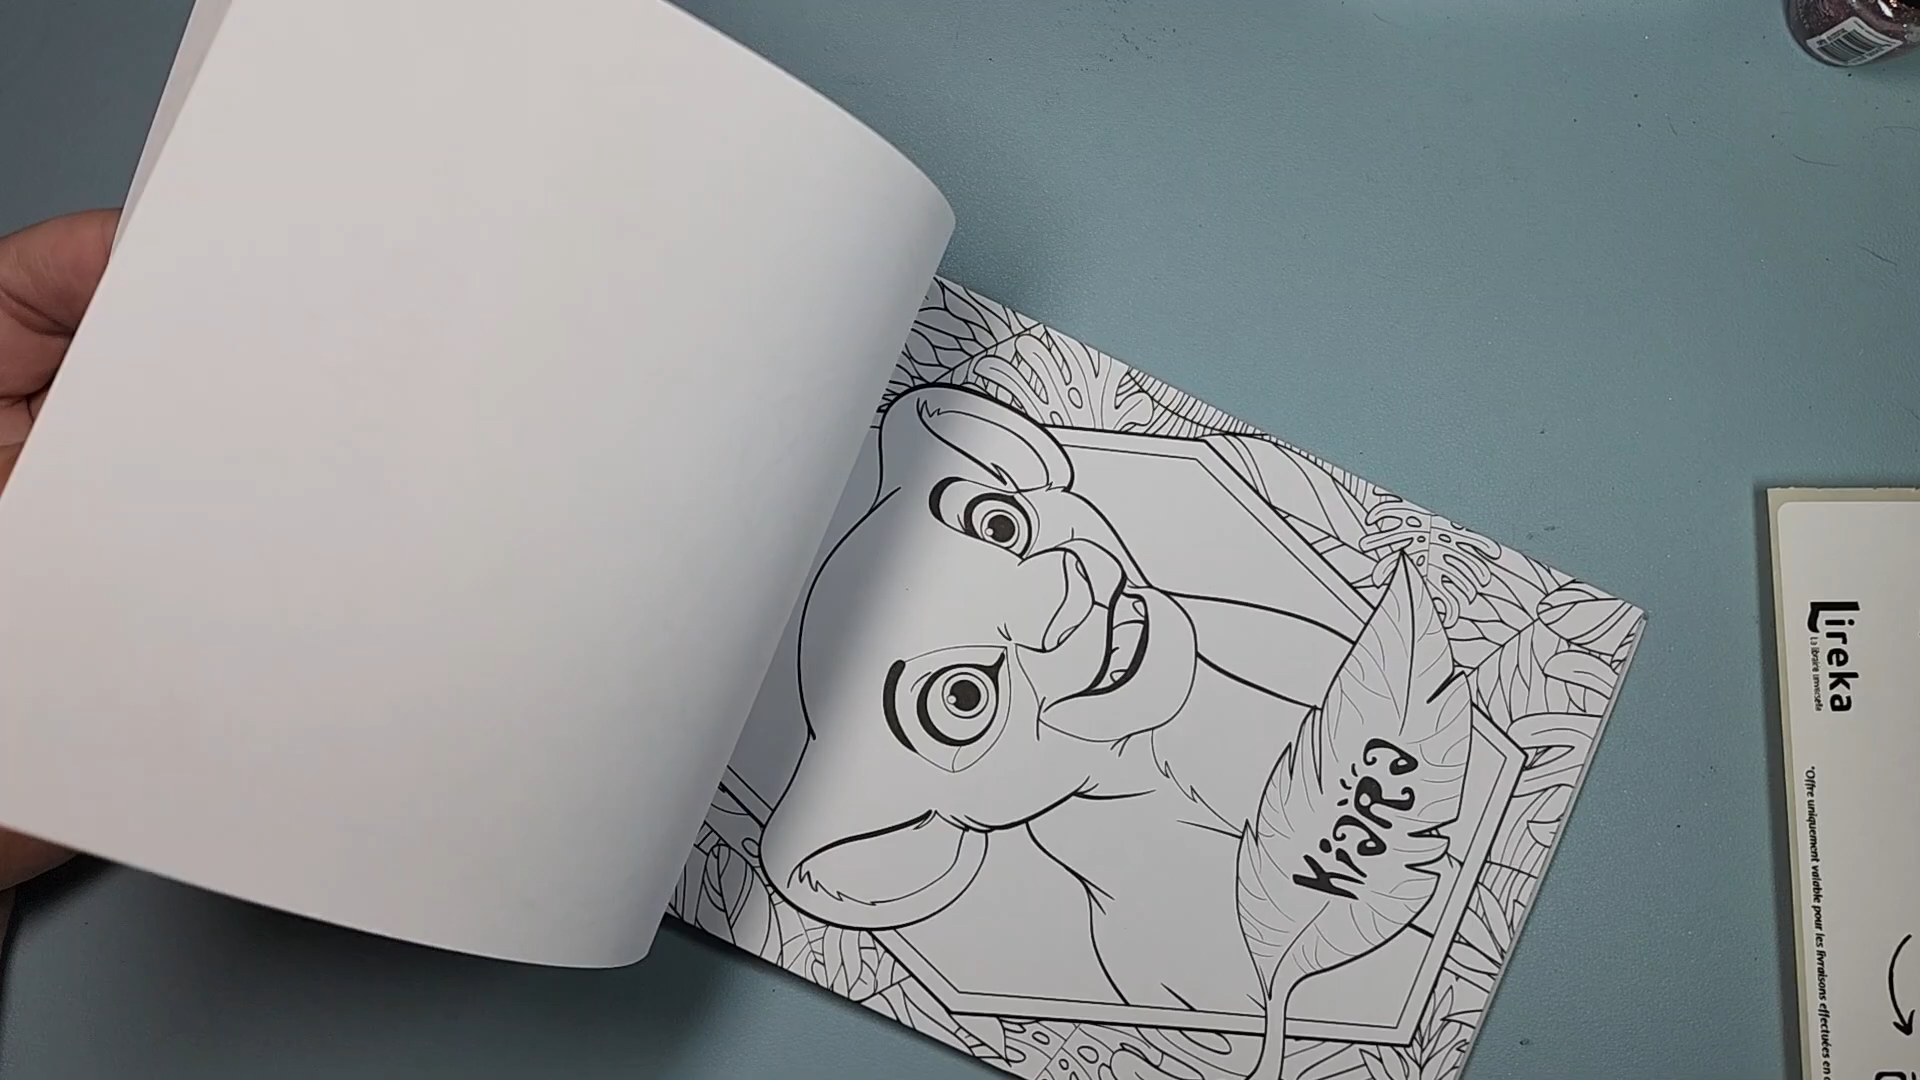 KiaRa
Lireka
La librairie universelle
*Offre uniquement valable pour les livraisons effectuées en